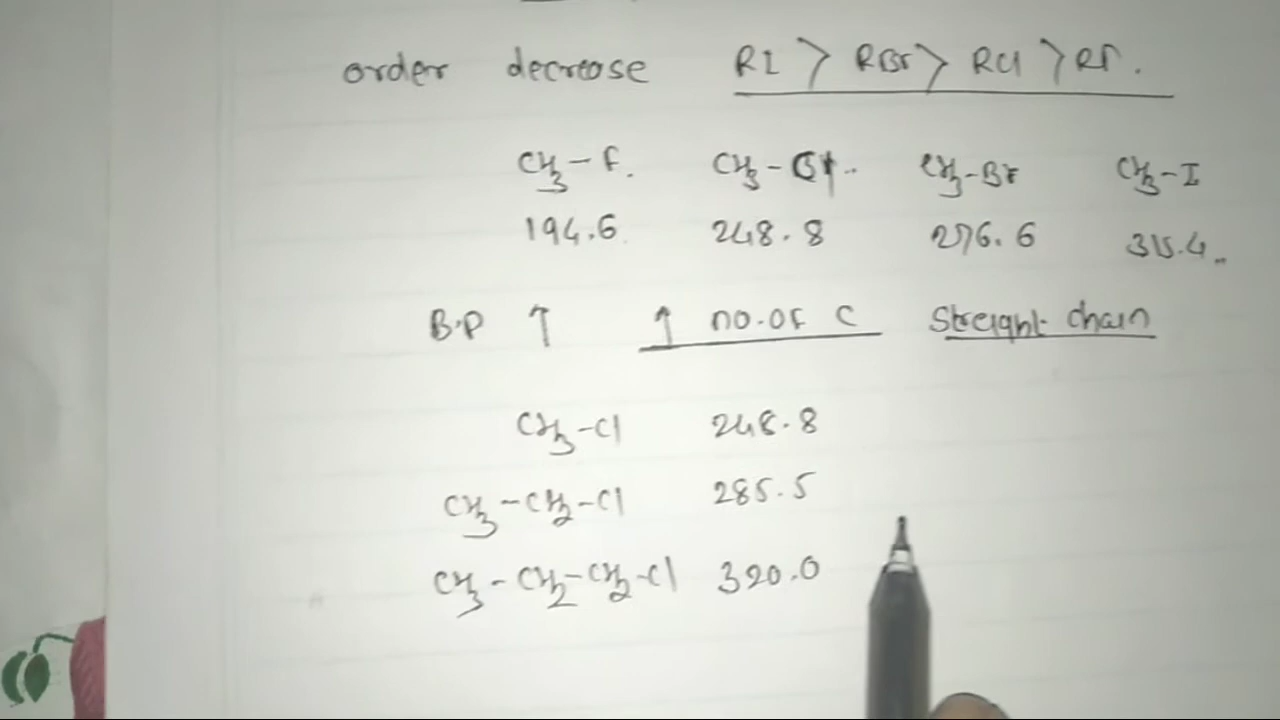 order decrease RI > RBr > RCl > RF.
CH3-F. CH3-Cl.. CH3-Br CH3-I
194.6 248.8 276.6 315.4..
B.P ↑ ↑ no.of C Streight chain
CH3-Cl 248.8
CH3-CH2-Cl 285.5
CH3-CH2-CH2-Cl 320.0